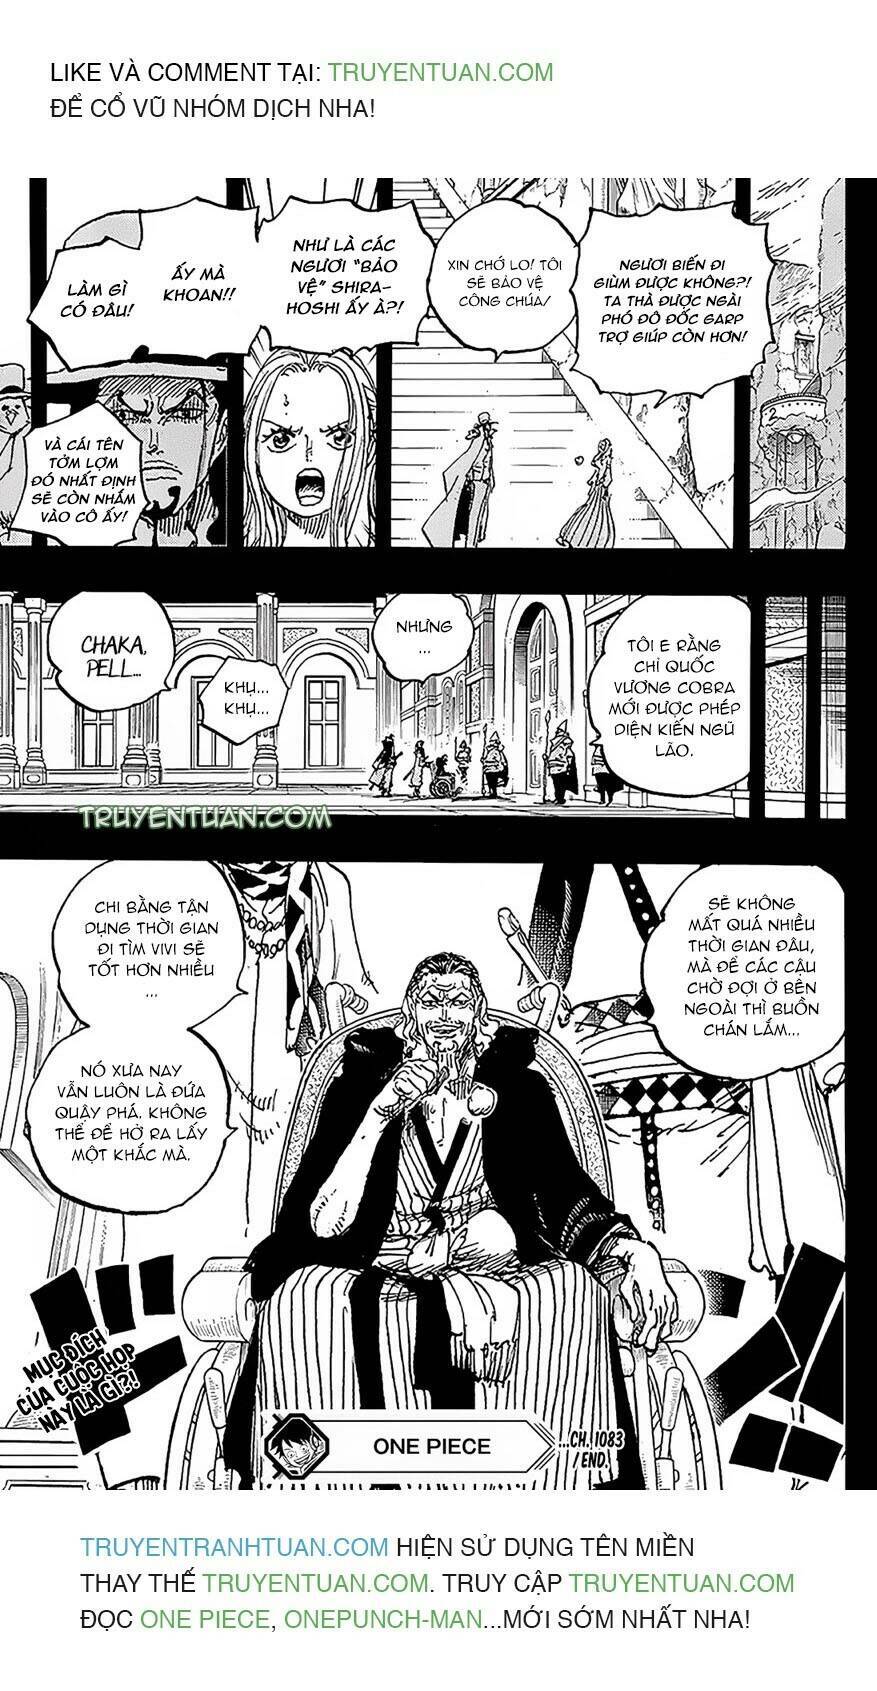 LIKE VÀ COMMENT TẠI: TRUYENTUAN.COM
ĐỂ CỔ VŨ NHÓM DỊCH NHA!
NGƯƠI BIẾN ĐI
GIÙM ĐƯỢC KHÔNG?!
TA THÀ ĐƯỢC NGÀI
PHÓ ĐÔ ĐỐC GARP
TRỢ GIÚP CÒN HƠN!
XIN CHỚ LO! TÔI
SẼ BẢO VỆ
CÔNG CHÚA!
NHƯ LÀ CÁC
NGƯƠI "BẢO
VỆ" SHIRA-
HOSHI ẤY À?!
ẤY MÀ
KHOAN!!
LÀM GÌ
CÓ ĐÂU!
VÀ CÁI TÊN
TỞM LỢM
ĐÓ NHẤT ĐỊNH
SẼ CÒN NHẮM
VÀO CÔ ẤY!
2
TÔI E RẰNG
CHỈ QUỐC
VƯƠNG COBRA
MỚI ĐƯỢC PHÉP
DIỆN KIẾN NGŨ
LÃO.
NHƯNG
...
KHỤ...
KHỤ...
CHAKA,
PELL...
TRUYENTUAN.COM
SẼ KHÔNG
MẤT QUÁ NHIỀU
THỜI GIAN ĐÂU,
MÀ ĐỂ CÁC CẬU
CHỜ ĐỢI Ở BÊN
NGOÀI THÌ BUỒN
CHÁN LẮM...
CHI BẰNG TẬN
DỤNG THỜI GIAN
ĐI TÌM VIVI SẼ
TỐT HƠN NHIỀU
...
NÓ XƯA NAY
VẪN LUÔN LÀ ĐỨA
QUẬY PHÁ. KHÔNG
THỂ ĐỂ HỞ RA LẤY
MỘT KHẮC MÀ.
MỤC ĐÍCH
CỦA CUỘC HỌP
NÀY LÀ GÌ?!
ONE PIECE
...CH. 1083
/ END.
TRUYENTRANHTUAN.COM HIỆN SỬ DỤNG TÊN MIỀN
THAY THẾ TRUYENTUAN.COM. TRUY CẬP TRUYENTUAN.COM
ĐỌC ONE PIECE, ONEPUNCH-MAN...MỚI SỚM NHẤT NHA!